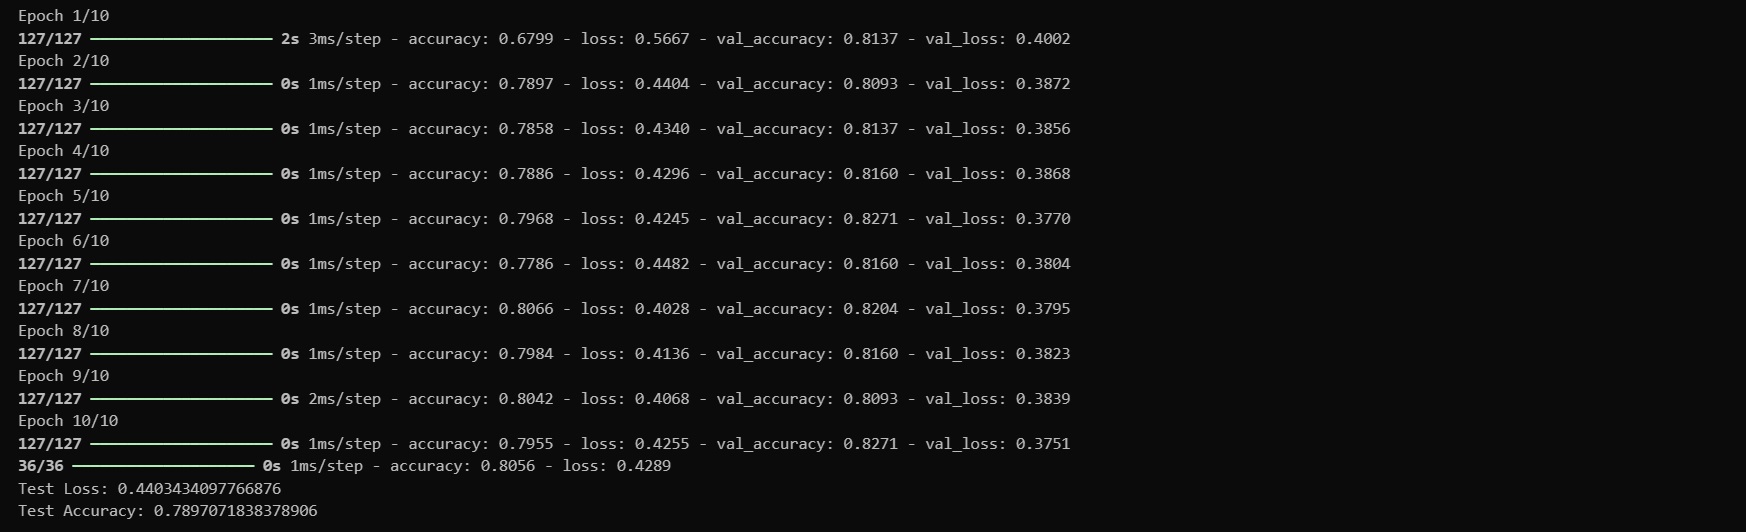 Epoch 1/10
127/127 ━━━━━━━━━━━━━━━━━━━━ 2s 3ms/step - accuracy: 0.6799 - loss: 0.5667 - val_accuracy: 0.8137 - val_loss: 0.4002
Epoch 2/10
127/127 ━━━━━━━━━━━━━━━━━━━━ 0s 1ms/step - accuracy: 0.7897 - loss: 0.4404 - val_accuracy: 0.8093 - val_loss: 0.3872
Epoch 3/10
127/127 ━━━━━━━━━━━━━━━━━━━━ 0s 1ms/step - accuracy: 0.7858 - loss: 0.4340 - val_accuracy: 0.8137 - val_loss: 0.3856
Epoch 4/10
127/127 ━━━━━━━━━━━━━━━━━━━━ 0s 1ms/step - accuracy: 0.7886 - loss: 0.4296 - val_accuracy: 0.8160 - val_loss: 0.3868
Epoch 5/10
127/127 ━━━━━━━━━━━━━━━━━━━━ 0s 1ms/step - accuracy: 0.7968 - loss: 0.4245 - val_accuracy: 0.8271 - val_loss: 0.3770
Epoch 6/10
127/127 ━━━━━━━━━━━━━━━━━━━━ 0s 1ms/step - accuracy: 0.7786 - loss: 0.4482 - val_accuracy: 0.8160 - val_loss: 0.3804
Epoch 7/10
127/127 ━━━━━━━━━━━━━━━━━━━━ 0s 1ms/step - accuracy: 0.8066 - loss: 0.4028 - val_accuracy: 0.8204 - val_loss: 0.3795
Epoch 8/10
127/127 ━━━━━━━━━━━━━━━━━━━━ 0s 1ms/step - accuracy: 0.7984 - loss: 0.4136 - val_accuracy: 0.8160 - val_loss: 0.3823
Epoch 9/10
127/127 ━━━━━━━━━━━━━━━━━━━━ 0s 2ms/step - accuracy: 0.8042 - loss: 0.4068 - val_accuracy: 0.8093 - val_loss: 0.3839
Epoch 10/10
127/127 ━━━━━━━━━━━━━━━━━━━━ 0s 1ms/step - accuracy: 0.7955 - loss: 0.4255 - val_accuracy: 0.8271 - val_loss: 0.3751
36/36 ━━━━━━━━━━━━━━━━━━━━ 0s 1ms/step - accuracy: 0.8056 - loss: 0.4289
Test Loss: 0.4403434097766876
Test Accuracy: 0.7897071838378906